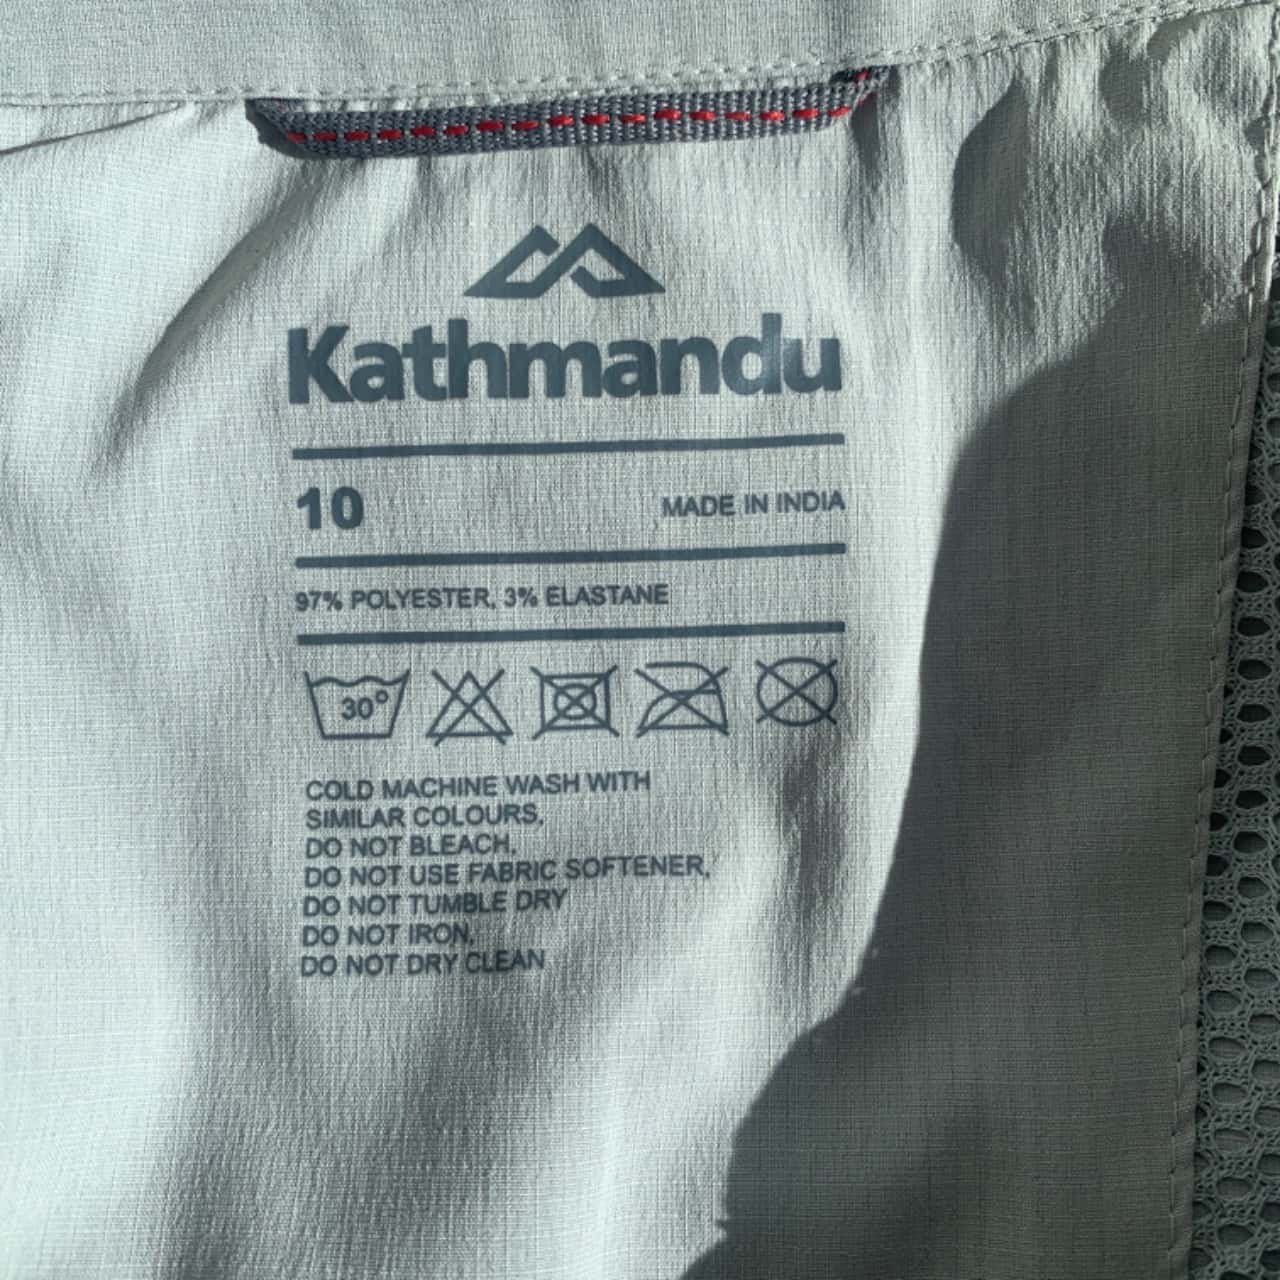 Kathmandu
10 MADE IN INDIA
97% POLYESTER, 3% ELASTANE
30°
COLD MACHINE WASH WITH
SIMILAR COLOURS,
DO NOT BLEACH,
DO NOT USE FABRIC SOFTENER,
DO NOT TUMBLE DRY
DO NOT IRON,
DO NOT DRY CLEAN